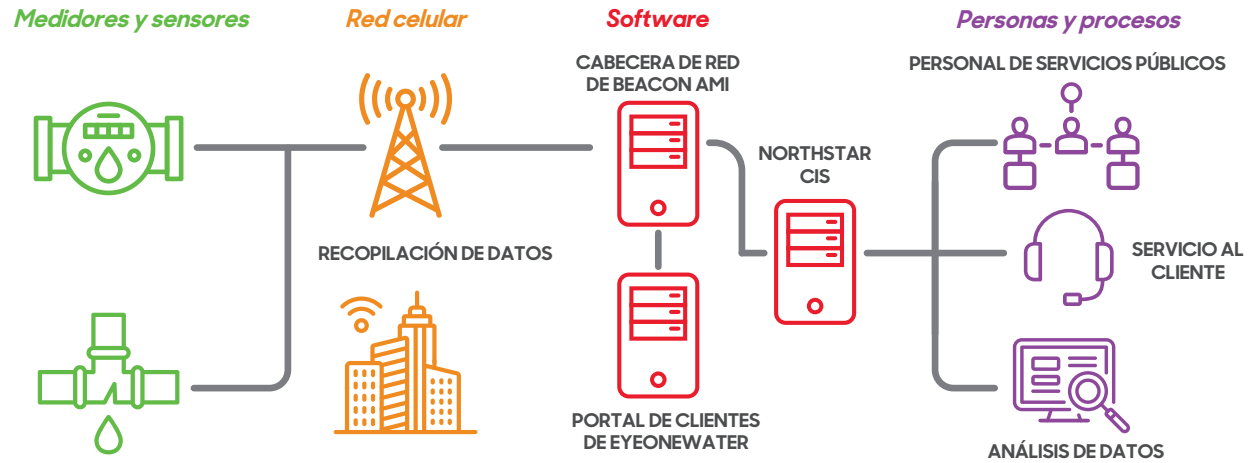 Medidores y sensores
Red celular
Software
Personas y procesos
CABECERA DE RED
DE BEACON AMI
PERSONAL DE SERVICIOS PÚBLICOS
NORTHSTAR
CIS
RECOPILACIÓN DE DATOS
SERVICIO AL
CLIENTE
PORTAL DE CLIENTES
DE EYEONEWATER
ANÁLISIS DE DATOS